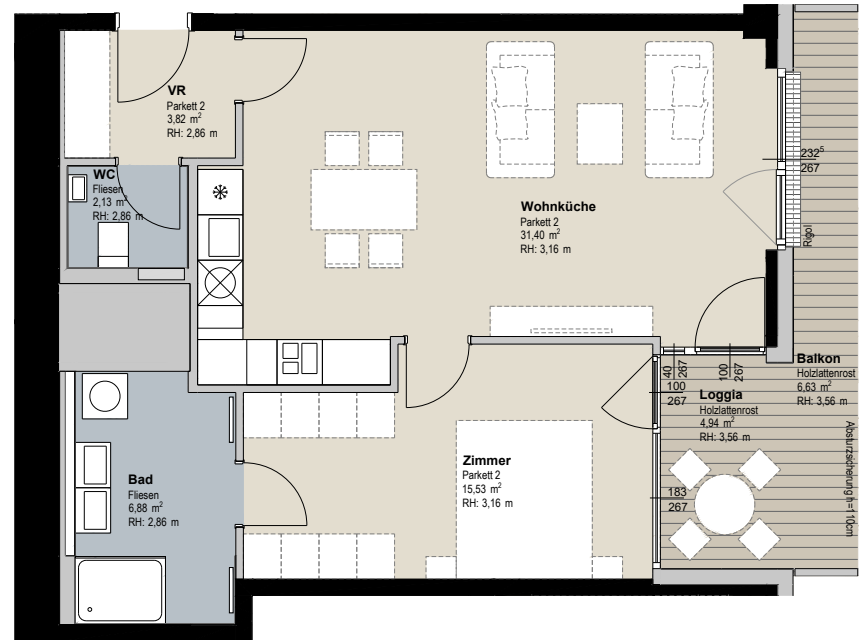 VR
Parkett 2
3,82 m²
RH: 2,86 m
WC
Fliesen
2,13 m²
RH: 2,86 m
Wohnküche
Parkett 2
31,40 m²
RH: 3,16 m
232⁵
267
Rigol
40
267
100
267
100
267
Loggia
Holzlattenrost
4,94 m²
RH: 3,56 m
Balkon
Holzlattenrost
6,63 m²
RH: 3,56 m
Absturzsicherung h=110cm
Zimmer
Parkett 2
15,53 m²
RH: 3,16 m
183
267
Bad
Fliesen
6,88 m²
RH: 2,86 m